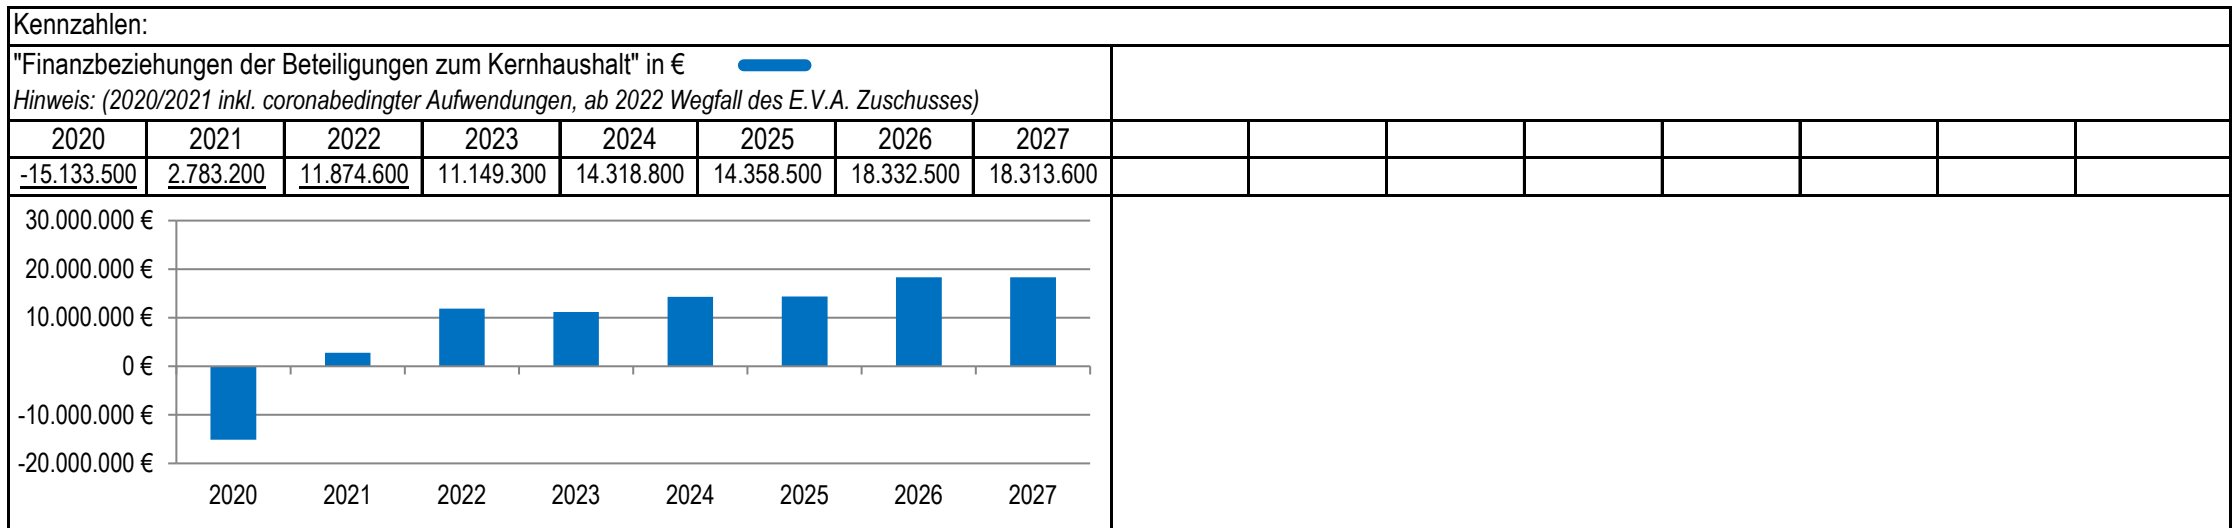 Kennzahlen:
"Finanzbeziehungen der Beteiligungen zum Kernhaushalt" in €
Hinweis: (2020/2021 inkl. coronabedingter Aufwendungen, ab 2022 Wegfall des E.V.A. Zuschusses)
2020 2021 2022 2023 2024 2025 2026 2027
-15.133.500 2.783.200 11.874.600 11.149.300 14.318.800 14.358.500 18.332.500 18.313.600
30.000.000 €
20.000.000 €
10.000.000 €
0 €
-10.000.000 €
-20.000.000 €
2020 2021 2022 2023 2024 2025 2026 2027